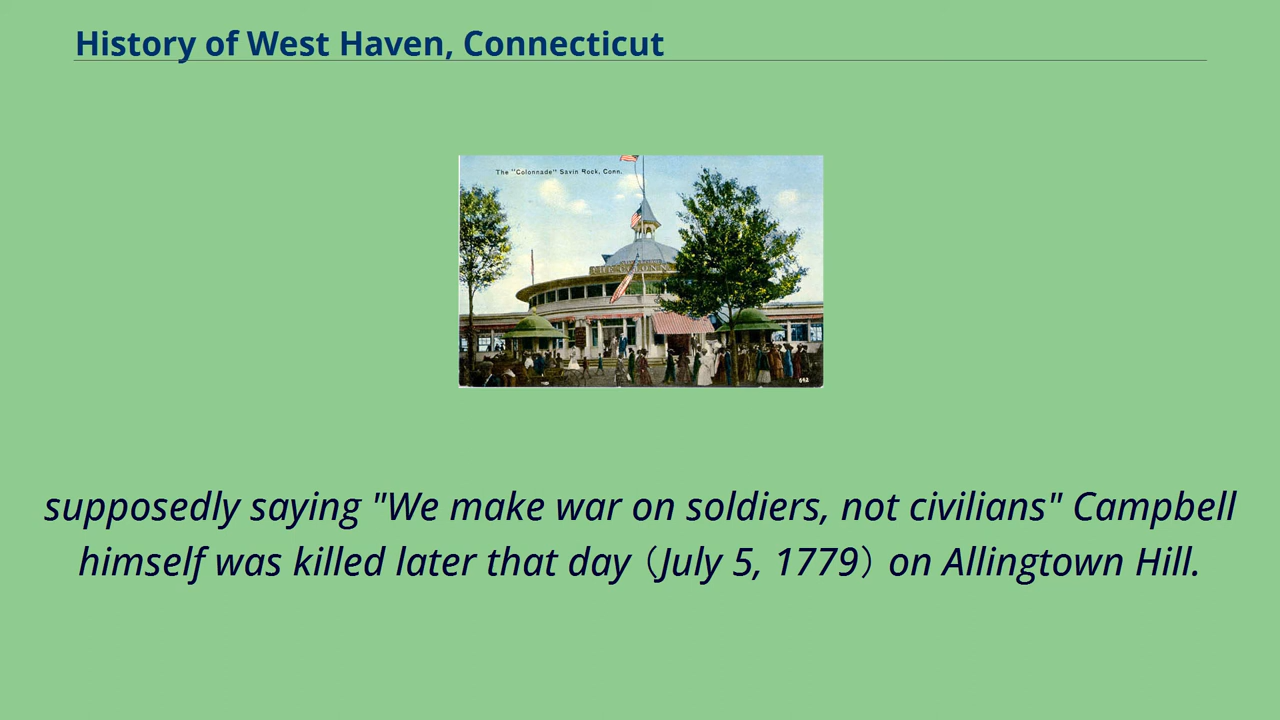 History of West Haven, Connecticut
The "Colonnade" Savin Rock, Conn.
642
supposedly saying "We make war on soldiers, not civilians" Campbell
himself was killed later that day（July 5, 1779）on Allingtown Hill.